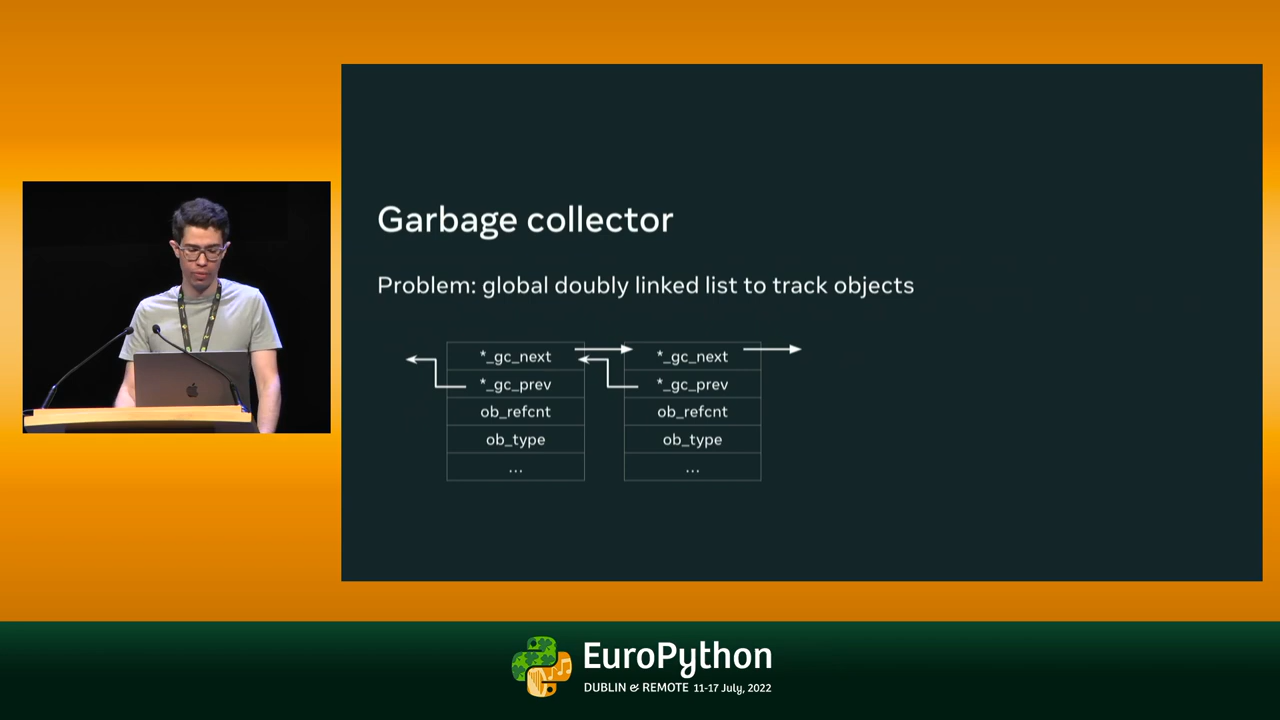 Garbage collector
Problem: global doubly linked list to track objects
*_gc_next
*_gc_prev
ob_refcnt
ob_type
...
*_gc_next
*_gc_prev
ob_refcnt
ob_type
...
EuroPython
DUBLIN & REMOTE 11-17 July, 2022